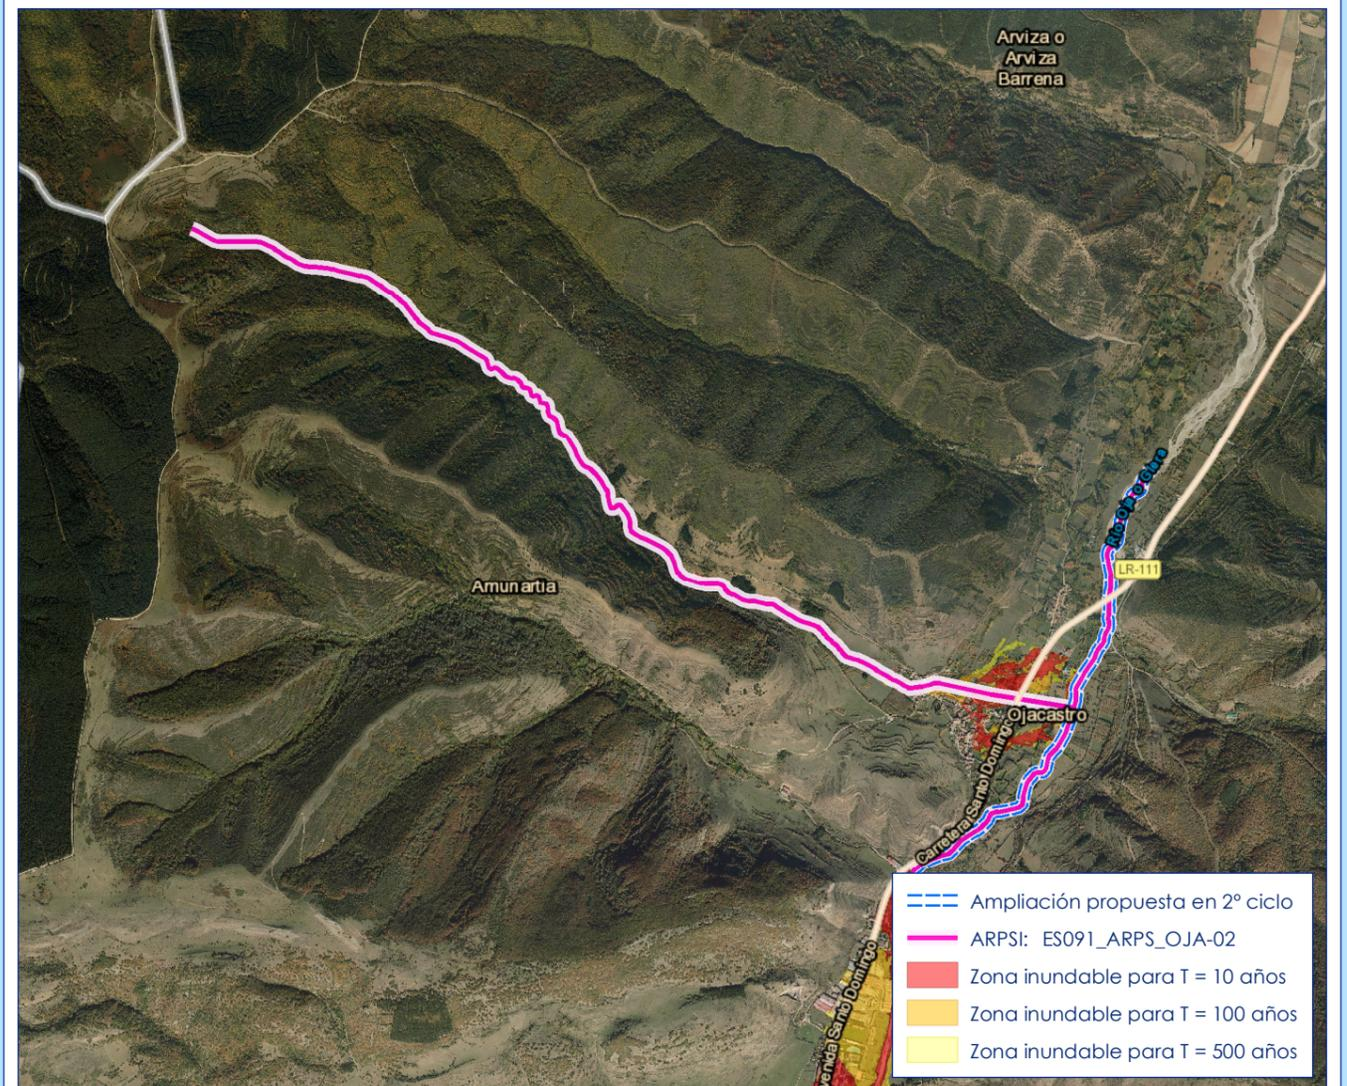 Arviza o
Arviza
Barrena
Río Oja o Glera
LR-111
Amunartia
Ojacastro
Carretera Santo Domingo
Avenida Santo Domingo
Ampliación propuesta en 2º ciclo
ARPSI: ES091_ARPS_OJA-02
Zona inundable para T = 10 años
Zona inundable para T = 100 años
Zona inundable para T = 500 años